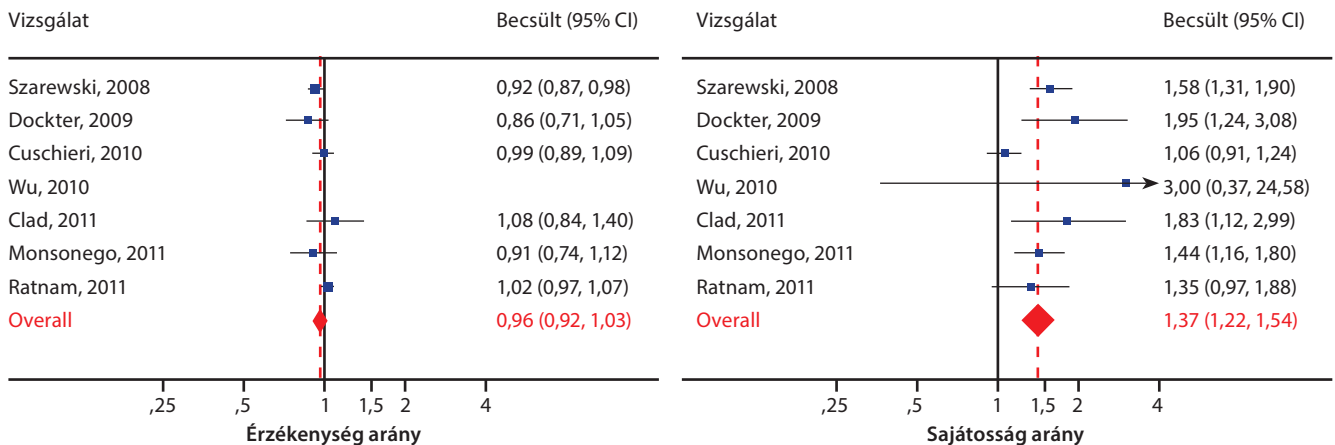 Vizsgálat Becsült (95% CI)
Szarewski, 2008 0,92 (0,87, 0,98)
Dockter, 2009 0,86 (0,71, 1,05)
Cuschieri, 2010 0,99 (0,89, 1,09)
Wu, 2010
Clad, 2011 1,08 (0,84, 1,40)
Monsonego, 2011 0,91 (0,74, 1,12)
Ratnam, 2011 1,02 (0,97, 1,07)
Overall 0,96 (0,92, 1,03)
,25 ,5 1 1,5 2 4
Érzékenység arány
Vizsgálat Becsült (95% CI)
Szarewski, 2008 1,58 (1,31, 1,90)
Dockter, 2009 1,95 (1,24, 3,08)
Cuschieri, 2010 1,06 (0,91, 1,24)
Wu, 2010 3,00 (0,37, 24,58)
Clad, 2011 1,83 (1,12, 2,99)
Monsonego, 2011 1,44 (1,16, 1,80)
Ratnam, 2011 1,35 (0,97, 1,88)
Overall 1,37 (1,22, 1,54)
,25 ,5 1 1,5 2 4
Sajátosság arány